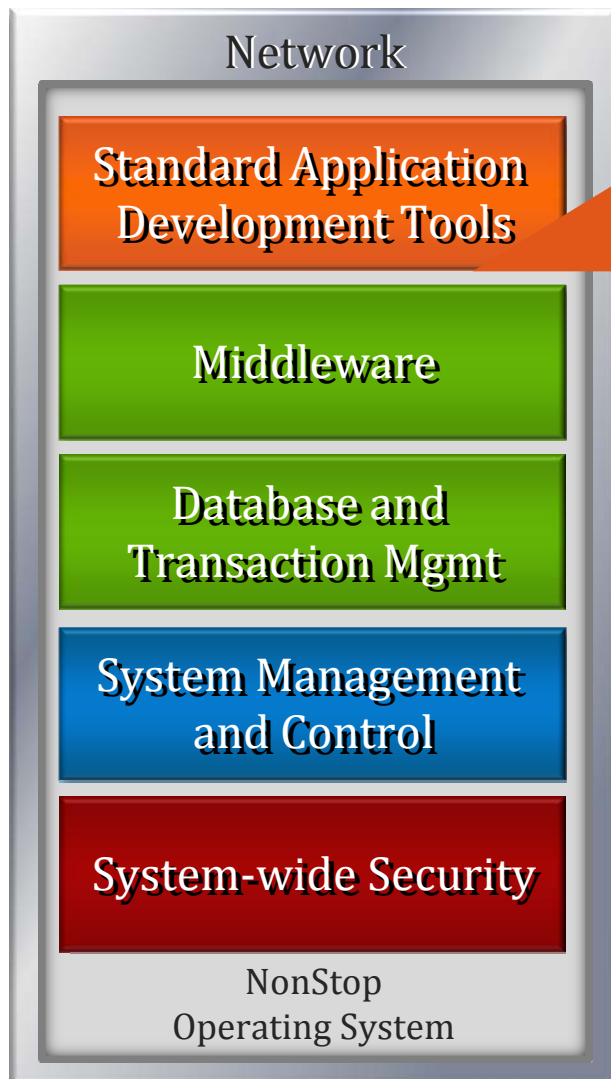 Network
Standard Application
Development Tools
Middleware
Database and
Transaction Mgmt
System Management
and Control
System-wide Security
NonStop
Operating System